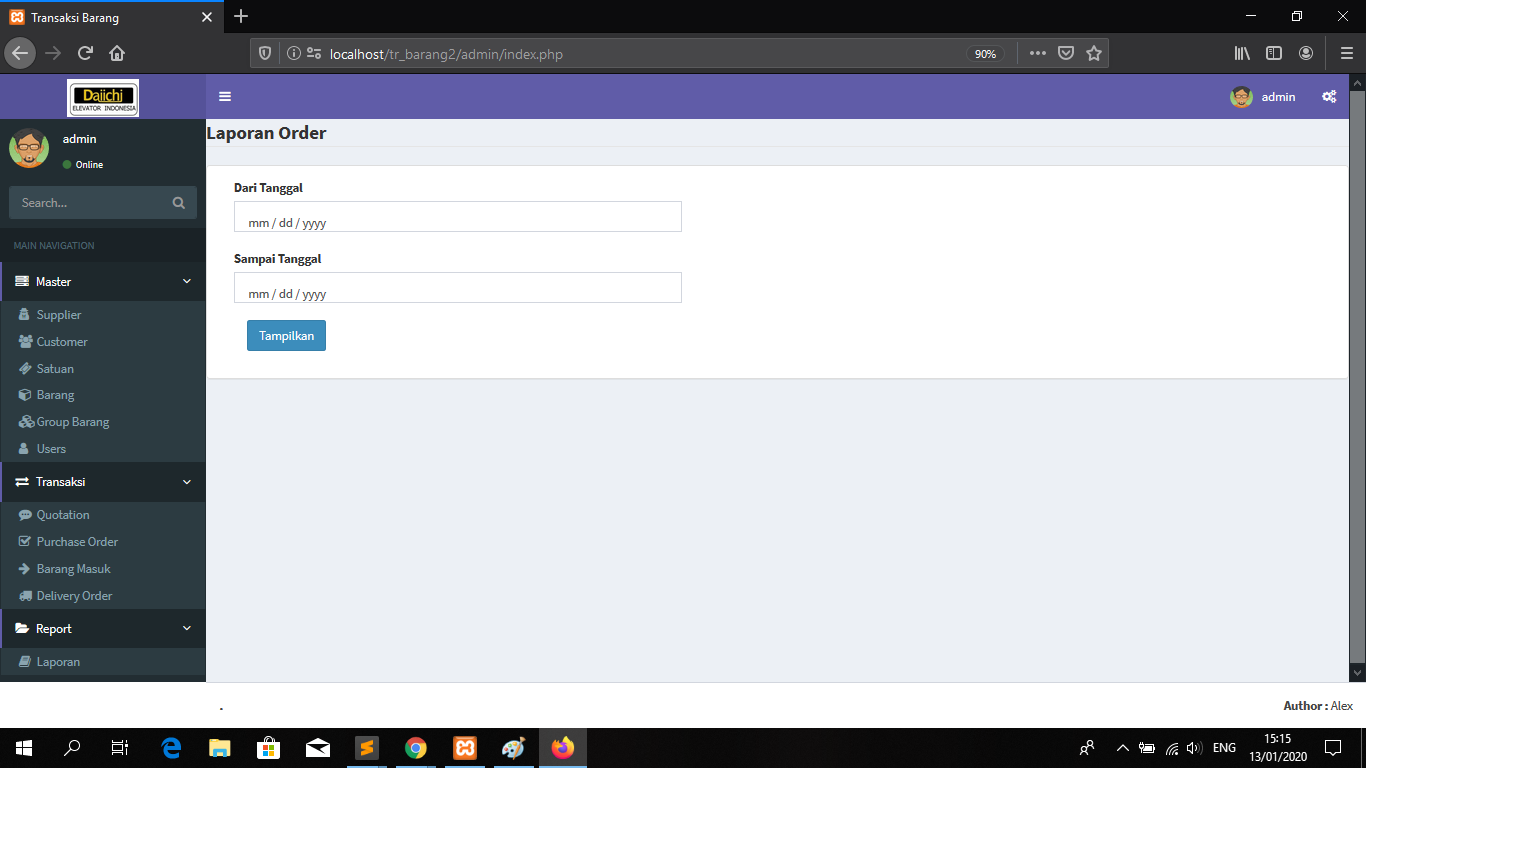 Transaksi Barang
localhost/tr_barang2/admin/index.php
90%
Daiichi
ELEVATOR INDONESIA
admin
admin
Online
Search...
MAIN NAVIGATION
Master
Supplier
Customer
Satuan
Barang
Group Barang
Users
Transaksi
Quotation
Purchase Order
Barang Masuk
Delivery Order
Report
Laporan
Laporan Order
Dari Tanggal
mm / dd / yyyy
Sampai Tanggal
mm / dd / yyyy
Tampilkan
.
Author : Alex
ENG
15:15
13/01/2020